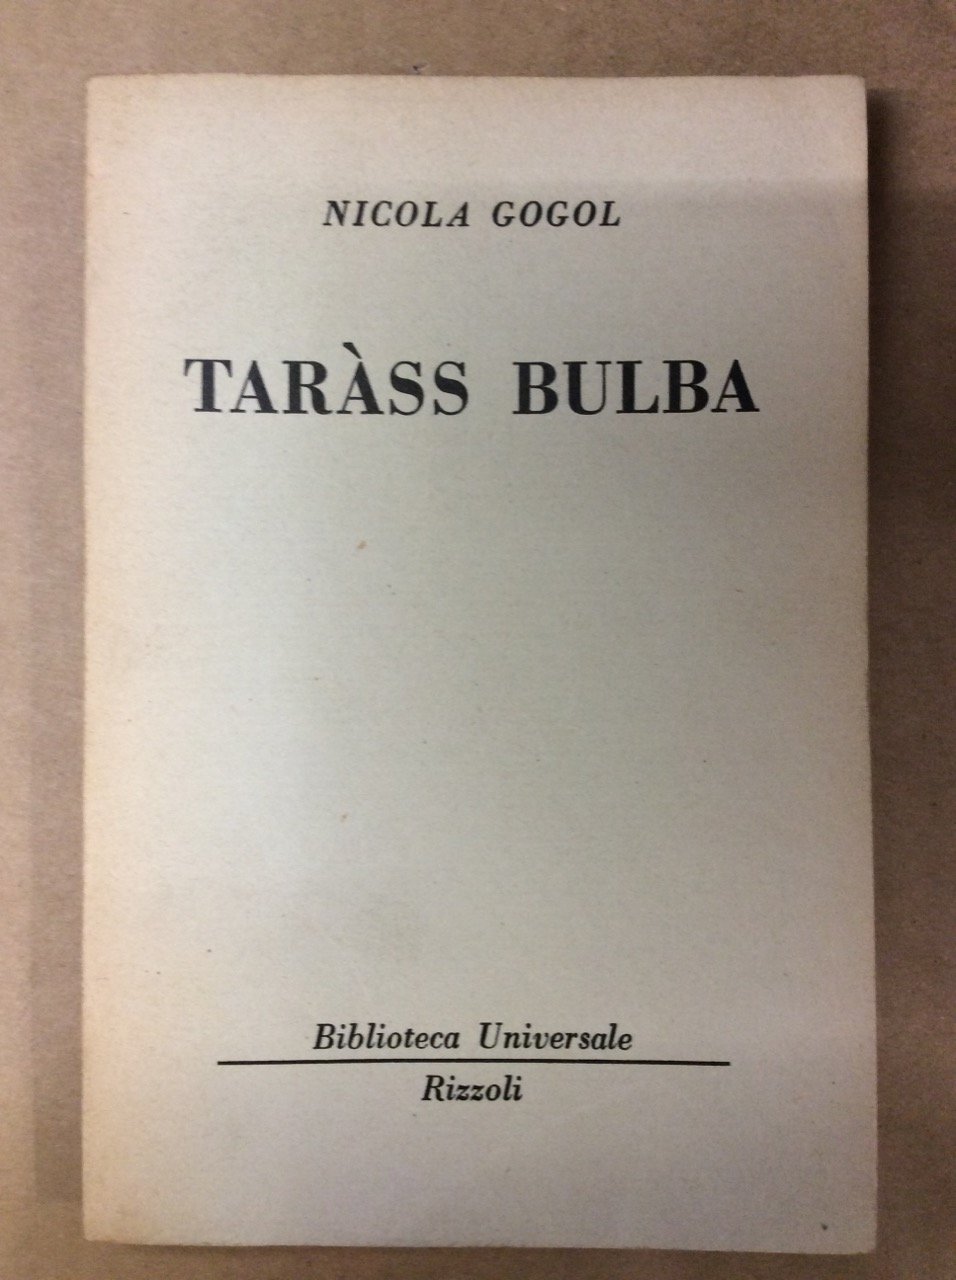 NICOLA GOGOL
TARÀSS BULBA
Biblioteca Universale
Rizzoli